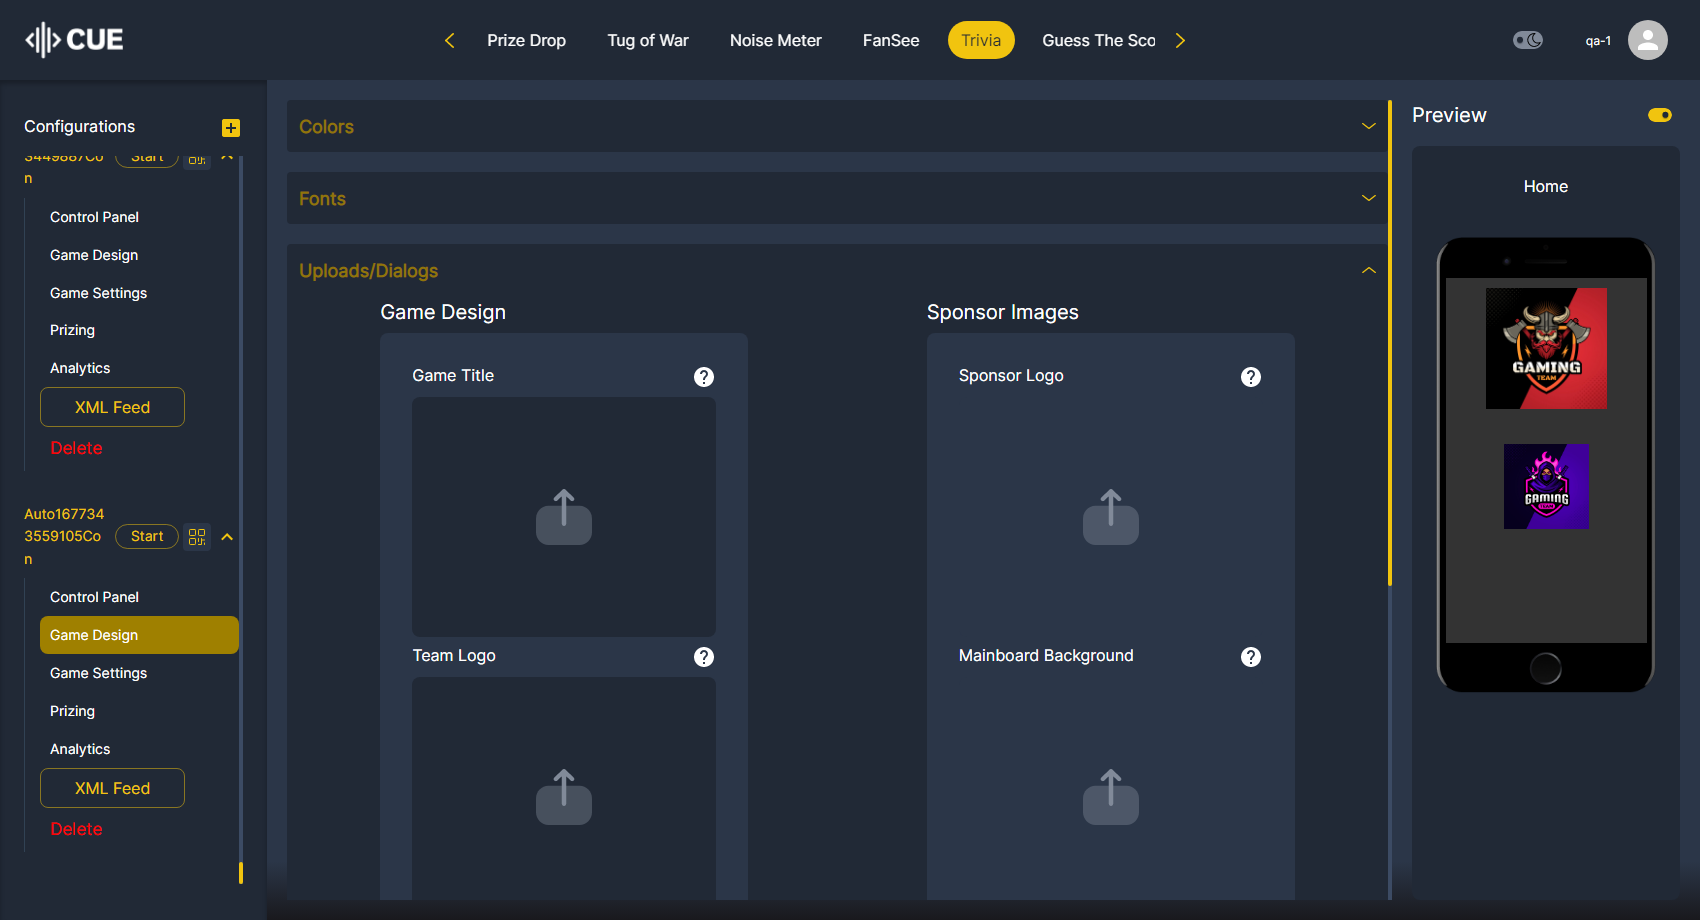 CUE
Prize Drop
Tug of War
Noise Meter
FanSee
Trivia
Guess The Sco
qa-1
Configurations
3449887Co
n
Start
Control Panel
Game Design
Game Settings
Prizing
Analytics
XML Feed
Delete
Auto167734
3559105Co
n
Start
Control Panel
Game Design
Game Settings
Prizing
Analytics
XML Feed
Delete
Colors
Fonts
Uploads/Dialogs
Game Design
Game Title
?
Team Logo
?
Sponsor Images
Sponsor Logo
?
Mainboard Background
?
Preview
Home
GAMING
TEAM
GAMING
TEAM